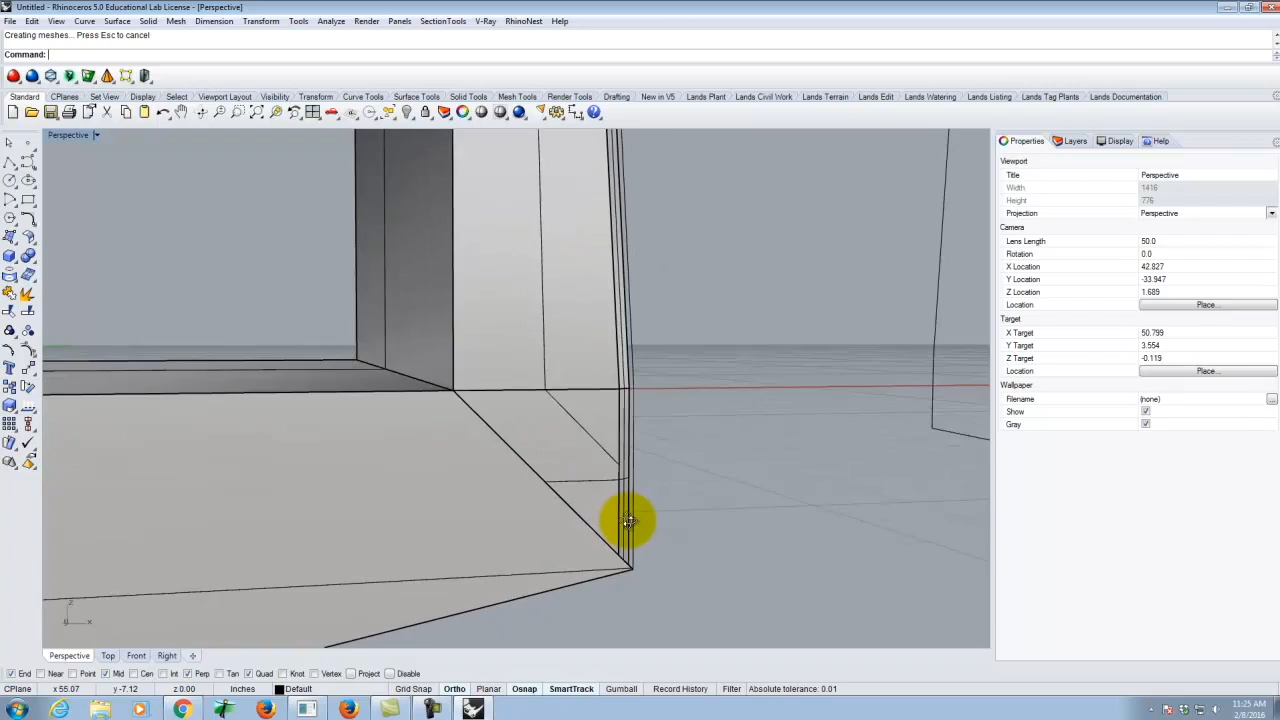 Untitled - Rhinoceros 5.0 Educational Lab License - [Perspective]
File Edit View Curve Surface Solid Mesh Dimension Transform Tools Analyze Render Panels SectionTools V-Ray RhinoNest Help
Creating meshes... Press Esc to cancel
Command:
Standard CPlanes Set View Display Select Viewport Layout Visibility Transform Curve Tools Surface Tools Solid Tools Mesh Tools Render Tools Drafting New in V5 Lands Plant Lands Civil Work Lands Terrain Lands Edit Lands Watering Lands Listing Lands Tag Plants Lands Documentation
Perspective
Properties Layers Display Help
Viewport
Title Perspective
Width 1416
Height 776
Projection Perspective
Camera
Lens Length 50.0
Rotation 0.0
X Location 42.827
Y Location -33.947
Z Location 1.689
Location Place...
Target
X Target 50.799
Y Target 3.554
Z Target -0.119
Location Place...
Wallpaper
Filename (none)
Show
Gray
z
x
Perspective Top Front Right
End Near Point Mid Cen Int Perp Tan Quad Knot Vertex Project Disable
CPlane x 55.07 y -7.12 z 0.00 Inches Default Grid Snap Ortho Planar Osnap SmartTrack Gumball Record History Filter Absolute tolerance: 0.01
11:25 AM
2/8/2016